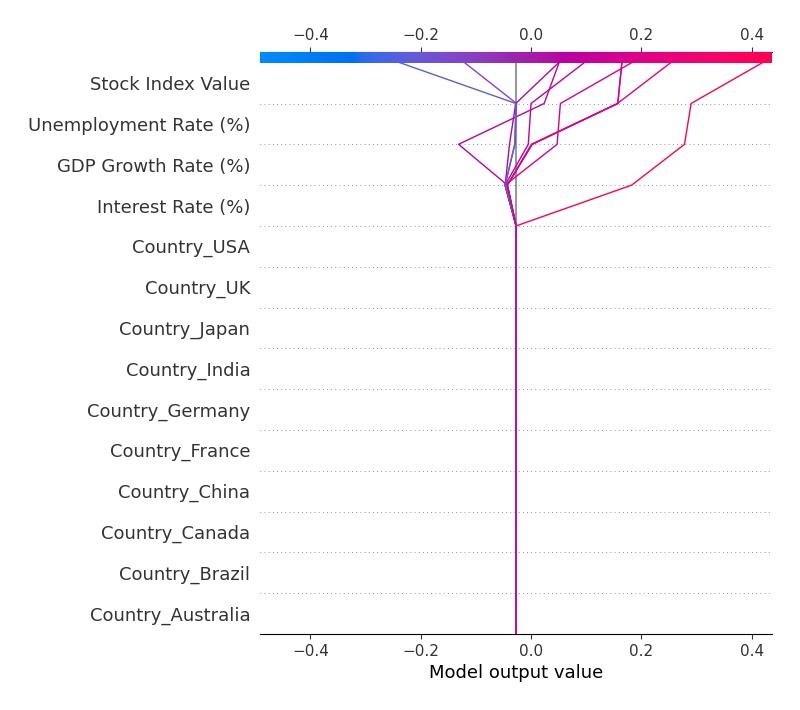 −0.4 −0.2 0.0 0.2 0.4
Stock Index Value
Unemployment Rate (%)
GDP Growth Rate (%)
Interest Rate (%)
Country_USA
Country_UK
Country_Japan
Country_India
Country_Germany
Country_France
Country_China
Country_Canada
Country_Brazil
Country_Australia
−0.4 −0.2 0.0 0.2 0.4
Model output value